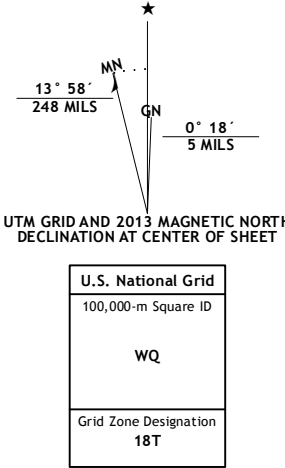 ★
MN
13° 58´
248 MILS
GN
0° 18´
5 MILS
UTM GRID AND 2013 MAGNETIC NORTH
DECLINATION AT CENTER OF SHEET
U.S. National Grid
100,000-m Square ID
WQ
Grid Zone Designation
18T